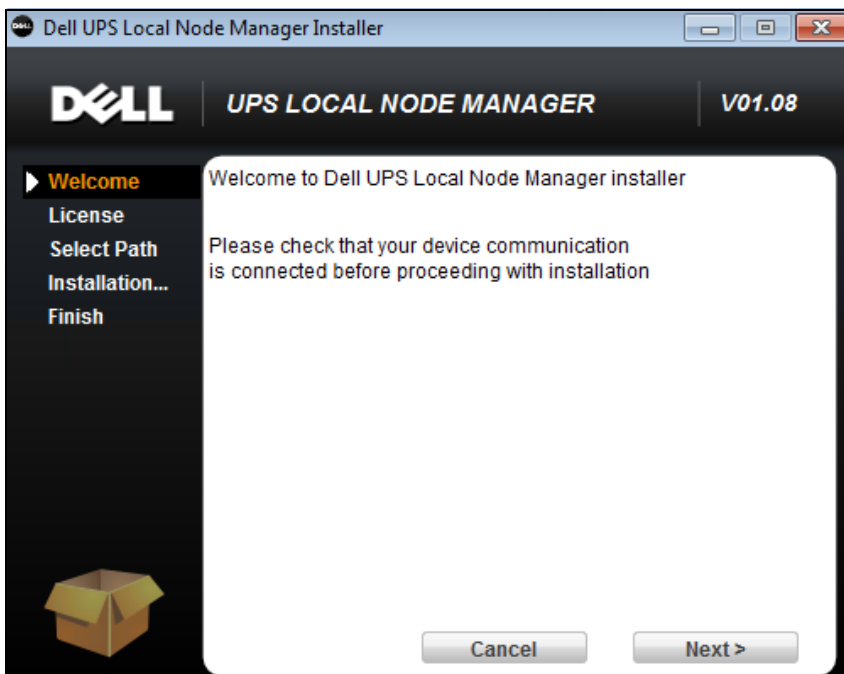 Dell UPS Local Node Manager Installer
DELL
UPS LOCAL NODE MANAGER
V01.08
Welcome
License
Select Path
Installation...
Finish
Welcome to Dell UPS Local Node Manager installer
Please check that your device communication
is connected before proceeding with installation
Cancel
Next >